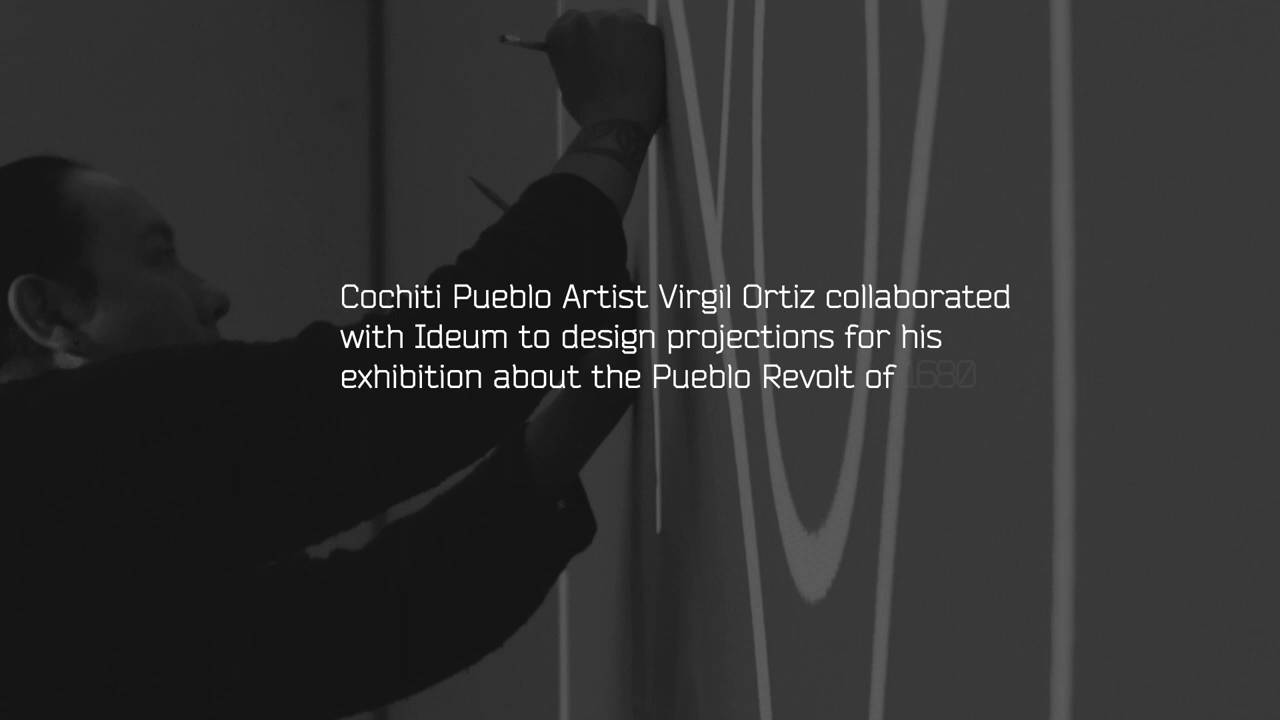 Cochiti Pueblo Artist Virgil Ortiz collaborated
with Ideum to design projections for his
exhibition about the Pueblo Revolt of 1680